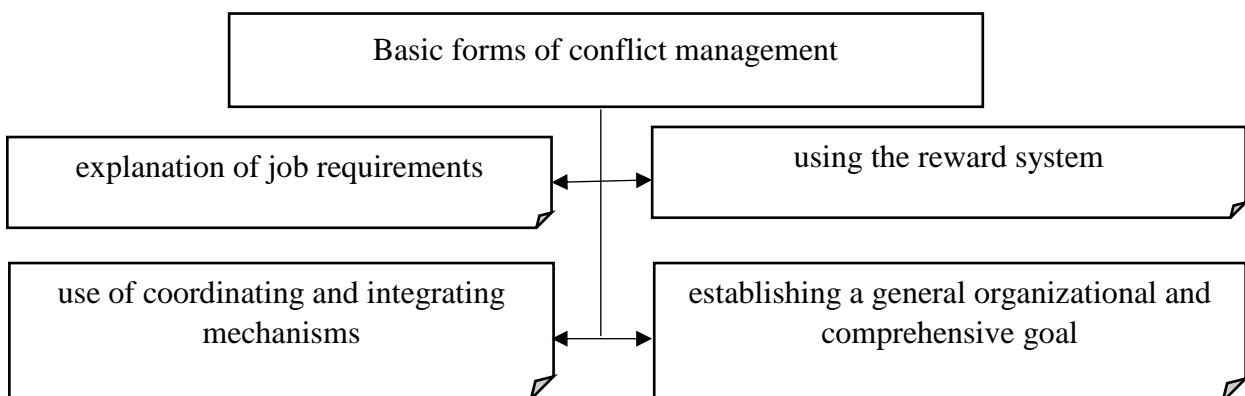 Basic forms of conflict management
explanation of job requirements
using the reward system
use of coordinating and integrating
mechanisms
establishing a general organizational and
comprehensive goal